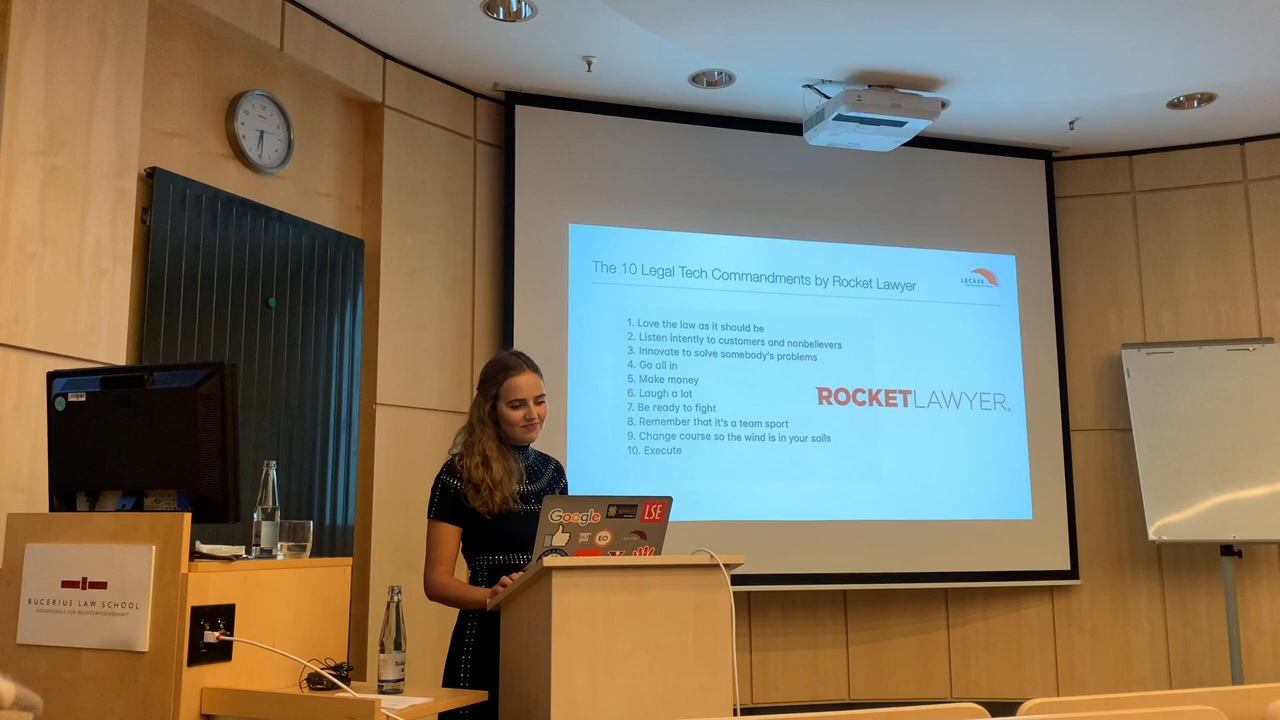 The 10 Legal Tech Commandments by Rocket Lawyer
LECARE
1. Love the law as it should be
2. Listen intently to customers and nonbelievers
3. Innovate to solve somebody's problems
4. Go all in
5. Make money
6. Laugh a lot
7. Be ready to fight
8. Remember that it's a team sport
9. Change course so the wind is in your sails
10. Execute
ROCKETLAWYER.
Google
LSE
EO
BUCERIUS LAW SCHOOL
HOCHSCHULE FÜR RECHTSWISSENSCHAFT